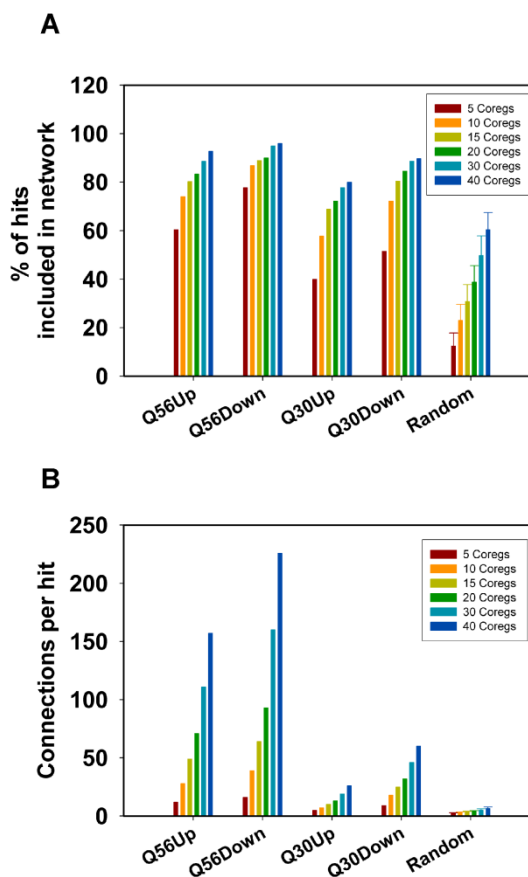 A
% of hits
included in network
120
100
80
60
40
20
0
5 Coregs
10 Coregs
15 Coregs
20 Coregs
30 Coregs
40 Coregs
Q56Up
Q56Down
Q30Up
Q30Down
Random
B
Connections per hit
250
200
150
100
50
0
5 Coregs
10 Coregs
15 Coregs
20 Coregs
30 Coregs
40 Coregs
Q56Up
Q56Down
Q30Up
Q30Down
Random